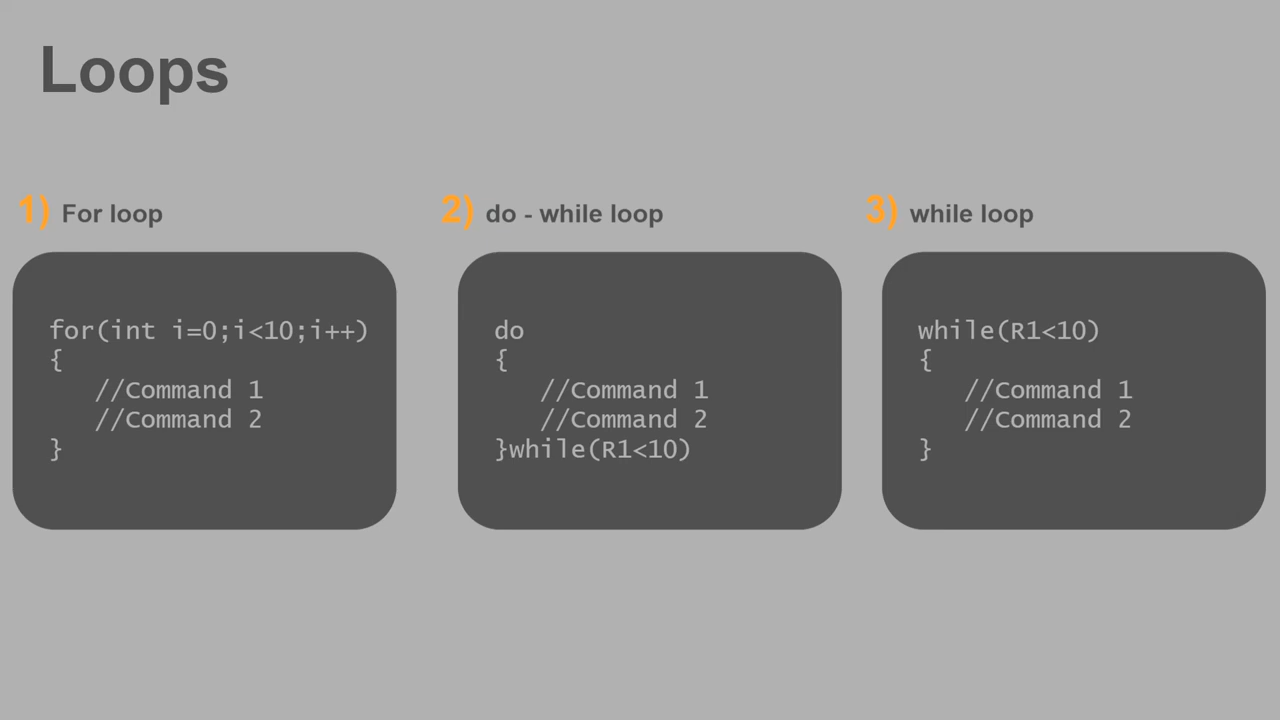 Loops
1) For loop
for(int i=0;i<10;i++)
{
//Command 1
//Command 2
}
2) do - while loop
do
{
//Command 1
//Command 2
}while(R1<10)
3) while loop
while(R1<10)
{
//Command 1
//Command 2
}